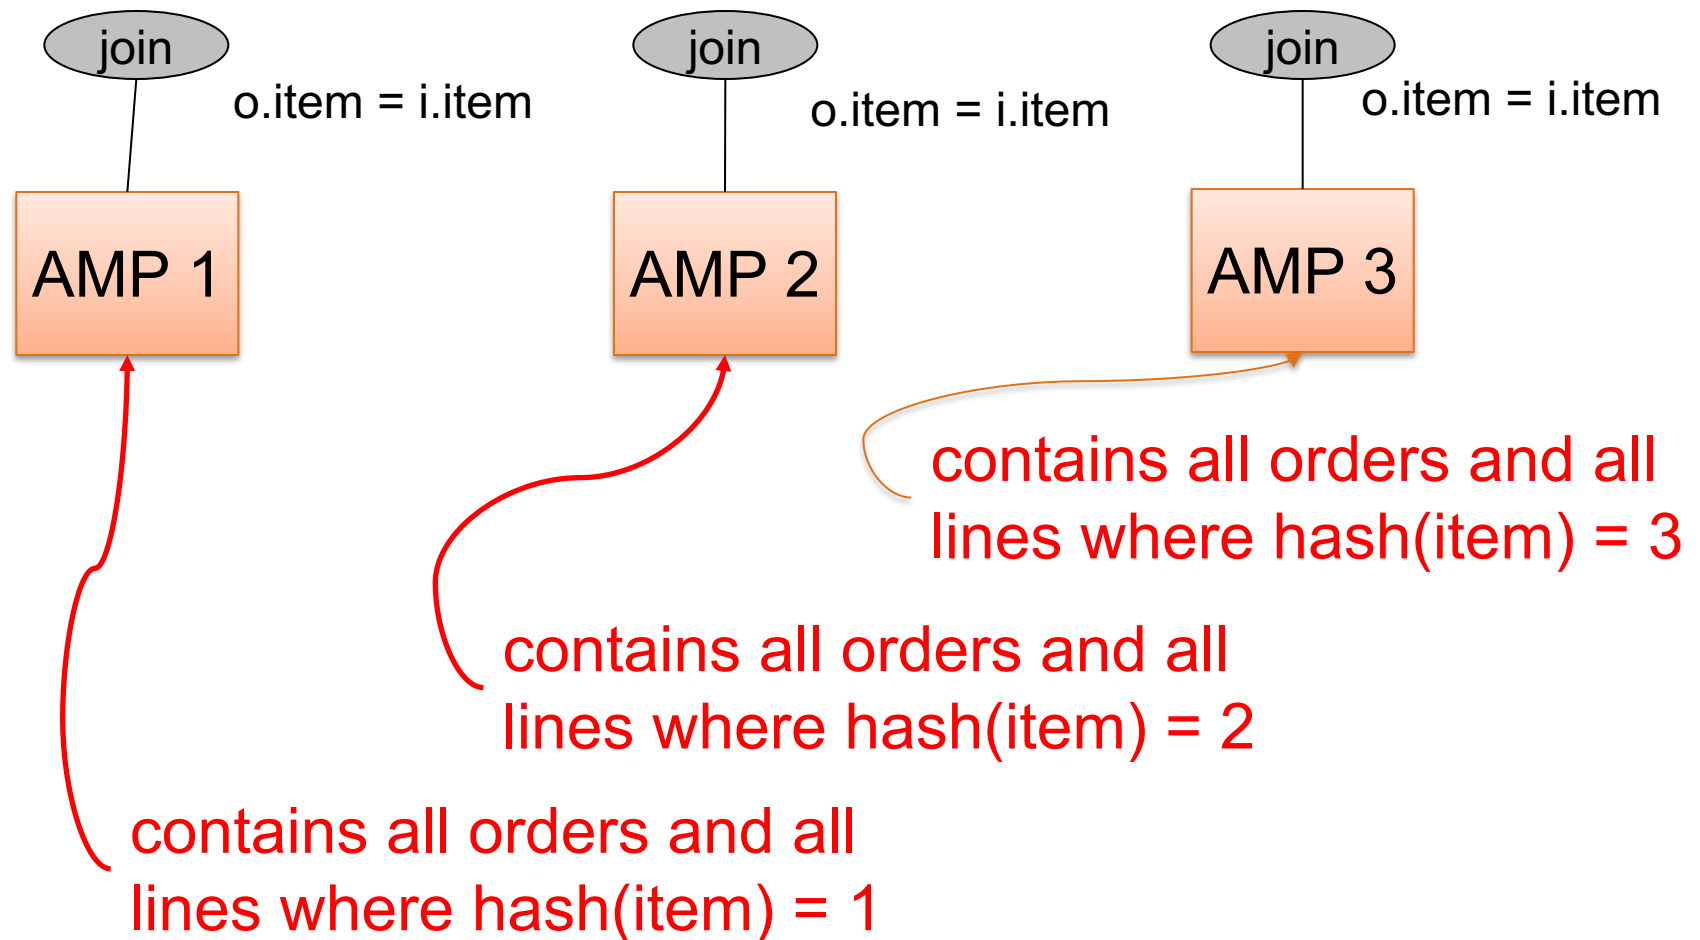 join
join
join
o.item = i.item
o.item = i.item
o.item = i.item
AMP 1
AMP 2
AMP 3
contains all orders and all
lines where hash(item) = 3
contains all orders and all
lines where hash(item) = 2
contains all orders and all
lines where hash(item) = 1